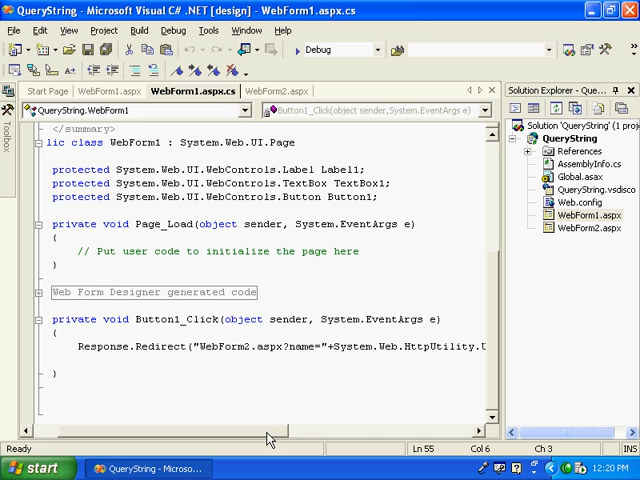 QueryString - Microsoft Visual C# .NET [design] - WebForm1.aspx.cs
File Edit View Project Build Debug Tools Window Help
Debug
Start Page WebForm1.aspx WebForm1.aspx.cs WebForm2.aspx
QueryString.WebForm1 Button1_Click(object sender,System.EventArgs e)
</summary>
lic class WebForm1 : System.Web.UI.Page
protected System.Web.UI.WebControls.Label Label1;
protected System.Web.UI.WebControls.TextBox TextBox1;
protected System.Web.UI.WebControls.Button Button1;
private void Page_Load(object sender, System.EventArgs e)
{
// Put user code to initialize the page here
}
Web Form Designer generated code
private void Button1_Click(object sender, System.EventArgs e)
{
Response.Redirect("WebForm2.aspx?name="+System.Web.HttpUtility.U
}
Toolbox
Solution Explorer - Que...
Solution 'QueryString' (1 proj
QueryString
References
AssemblyInfo.cs
Global.asax
QueryString.vsdisco
Web.config
WebForm1.aspx
WebForm2.aspx
Ready Ln 55 Col 6 Ch 3 INS
start QueryString - Microso... 12:20 PM